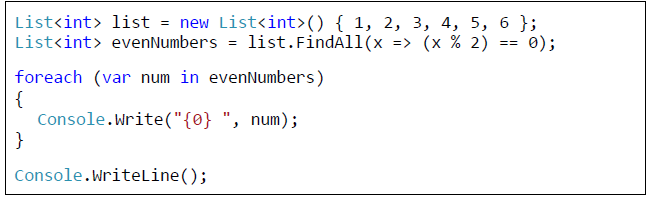 List<int> list = new List<int>() { 1, 2, 3, 4, 5, 6 };
List<int> evenNumbers = list.FindAll(x => (x % 2) == 0);
foreach (var num in evenNumbers)
{
Console.Write("{0} ", num);
}
Console.WriteLine();